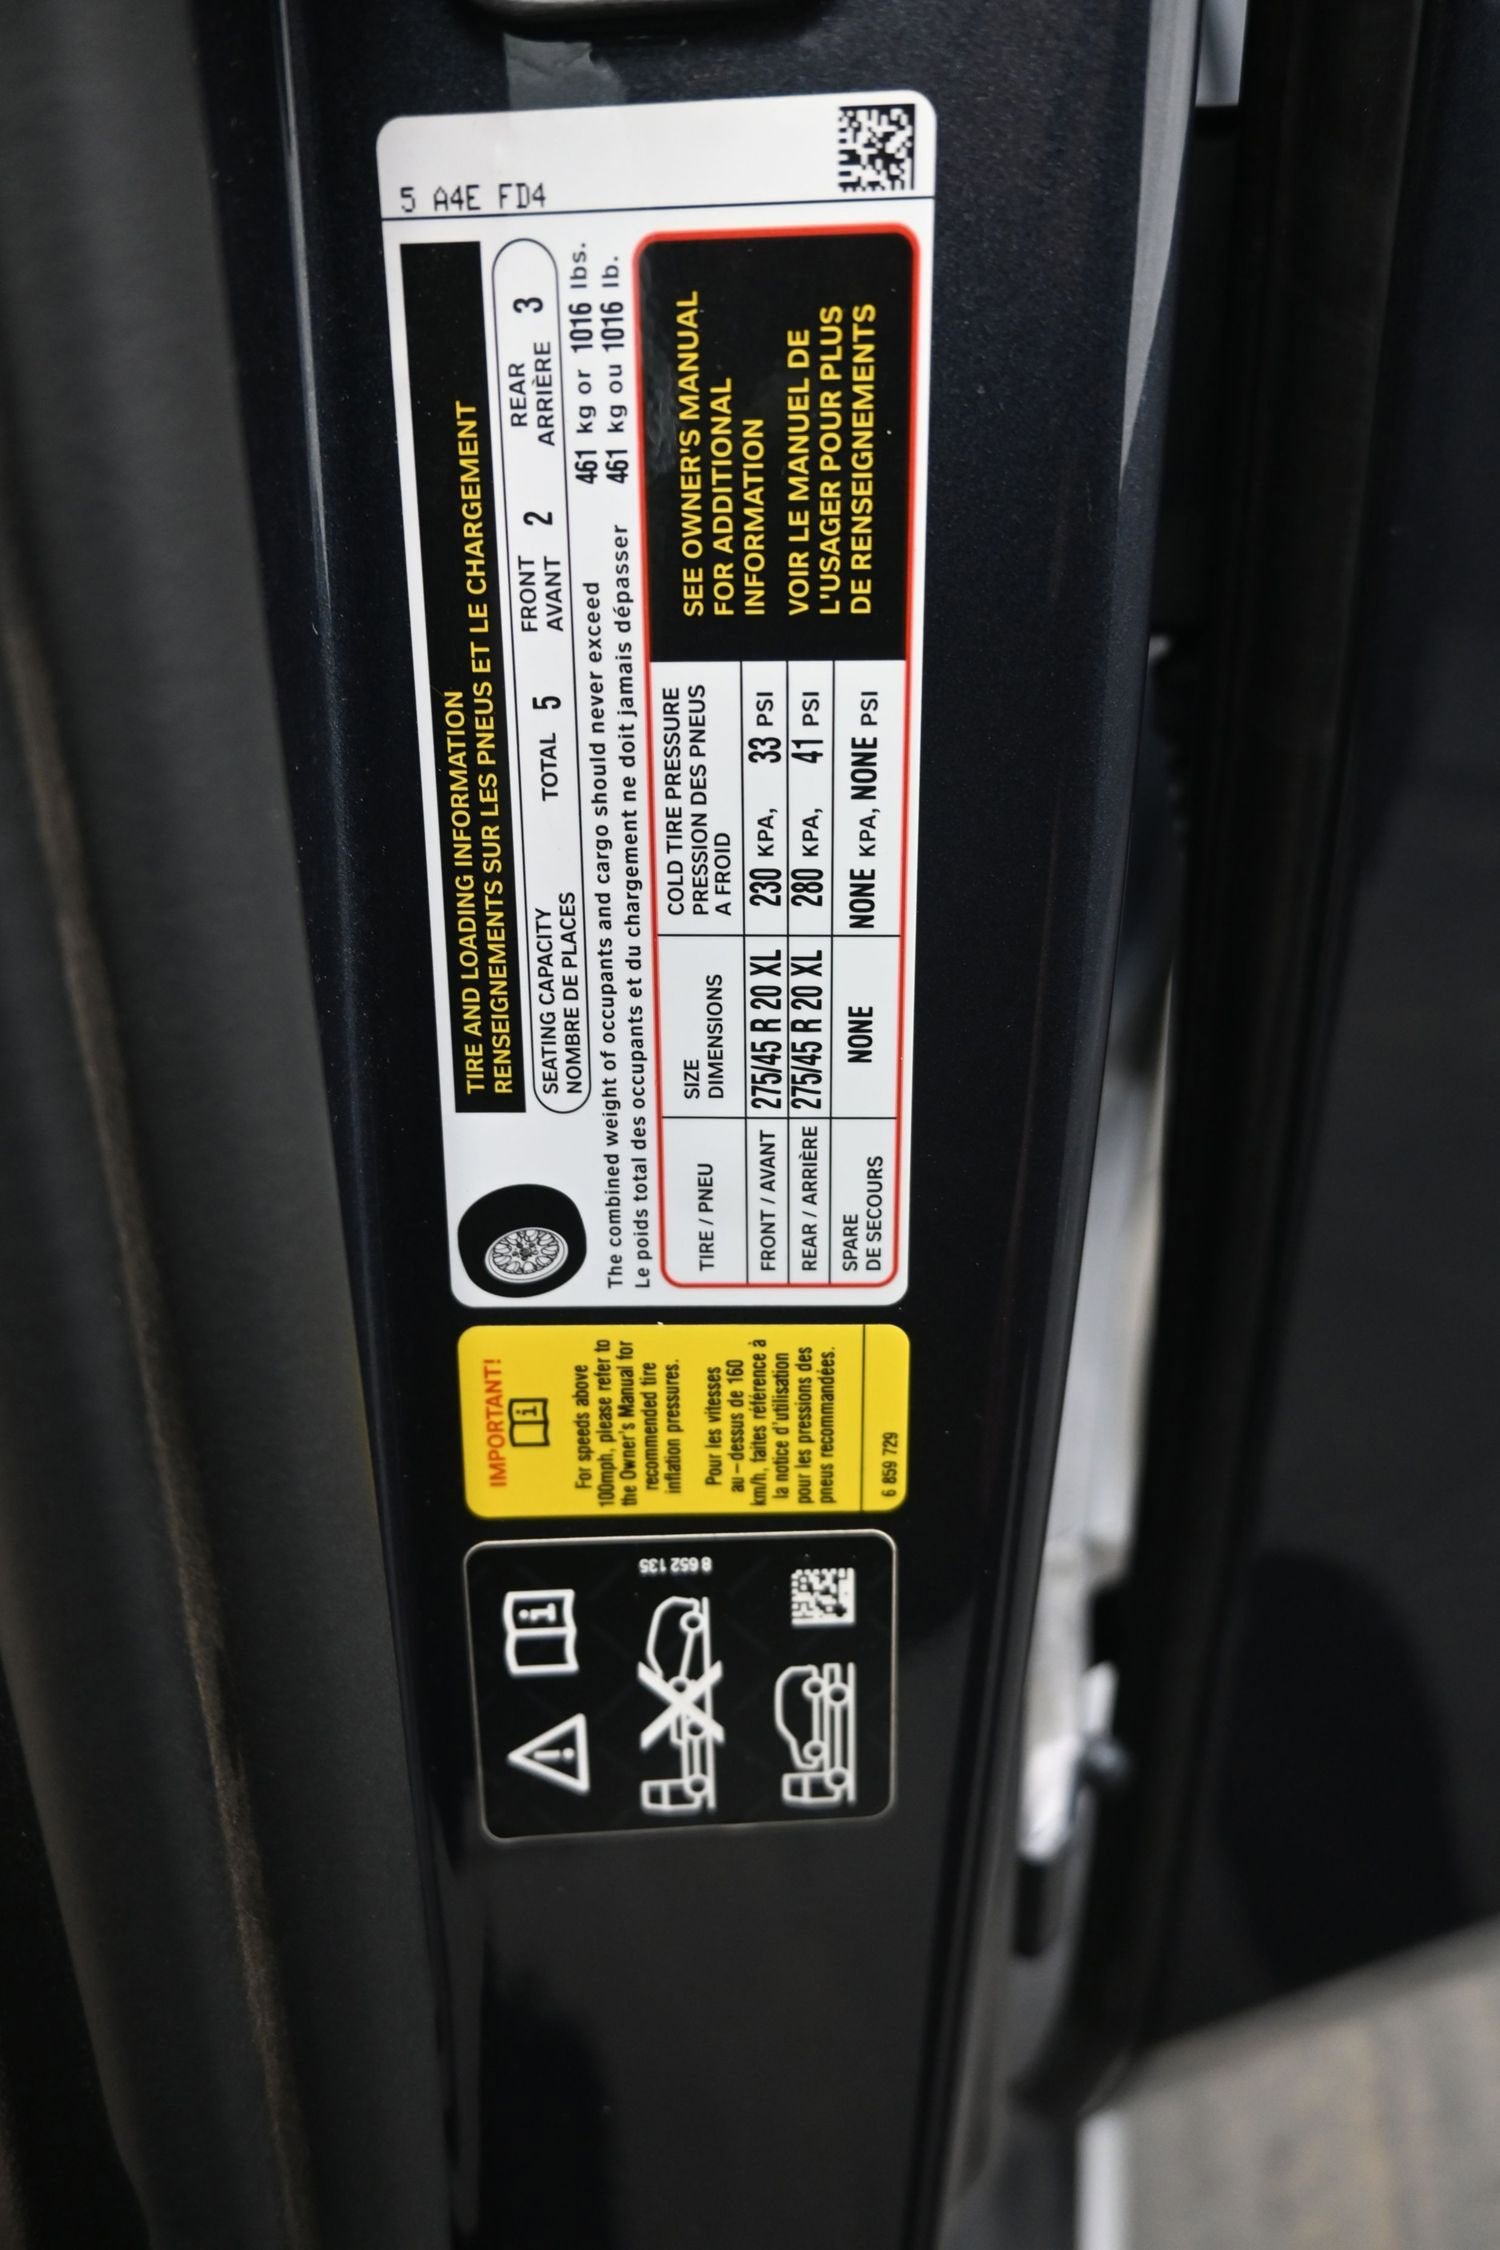 5 A4E FD4
TIRE AND LOADING INFORMATION
RENSEIGNEMENTS SUR LES PNEUS ET LE CHARGEMENT
SEATING CAPACITY
NOMBRE DE PLACES
TOTAL 5
FRONT
AVANT 2
REAR
ARRIÈRE 3
The combined weight of occupants and cargo should never exceed 461 kg or 1016 lbs.
Le poids total des occupants et du chargement ne doit jamais dépasser 461 kg ou 1016 lb.
TIRE / PNEU
SIZE
DIMENSIONS
COLD TIRE PRESSURE
PRESSION DES PNEUS
A FROID
FRONT / AVANT 275/45 R 20 XL 230 KPA, 33 PSI
REAR / ARRIÈRE 275/45 R 20 XL 280 KPA, 41 PSI
SPARE
DE SECOURS
NONE NONE KPA, NONE PSI
SEE OWNER'S MANUAL
FOR ADDITIONAL
INFORMATION
VOIR LE MANUEL DE
L'USAGER POUR PLUS
DE RENSEIGNEMENTS
IMPORTANT!
For speeds above
100mph, please refer to
the Owner's Manual for
recommended tire
inflation pressures.
Pour les vitesses
au–dessus de 160
km/h, faites référence à
la notice d'utilisation
pour les pressions des
pneus recommandées.
6 859 729
8 652 135